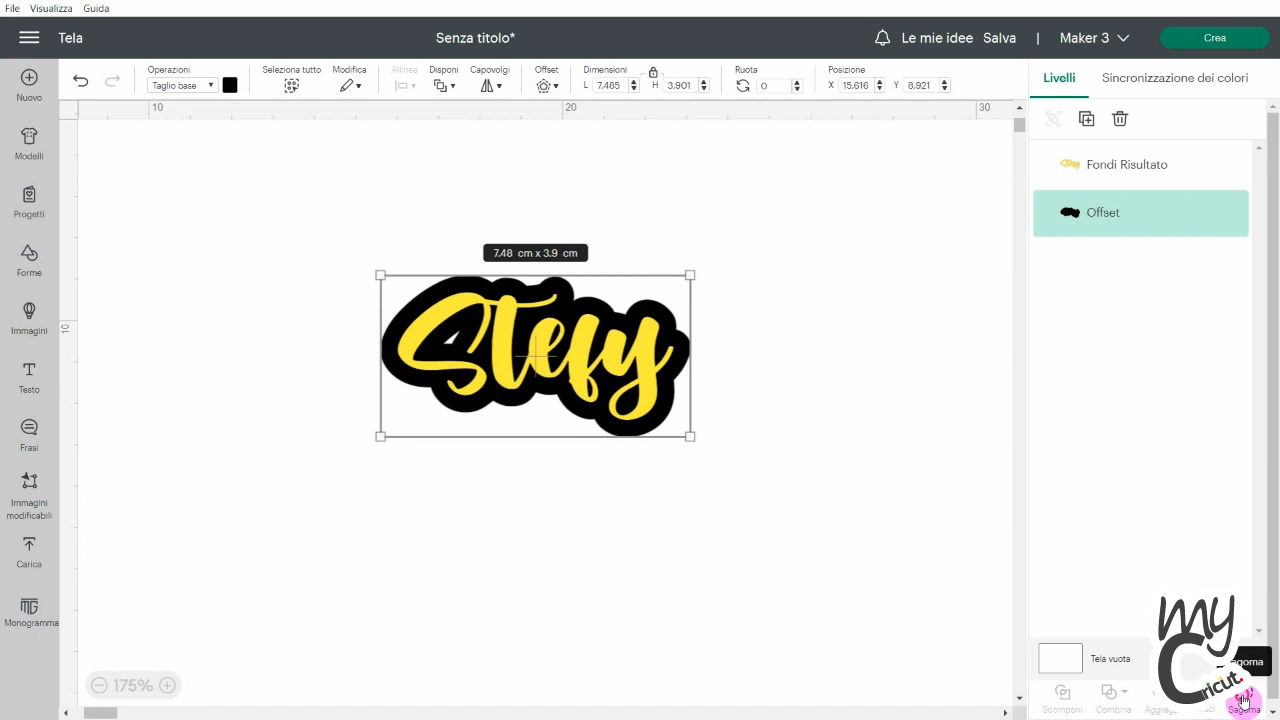 File Visualizza Guida
Tela
Senza titolo*
Le mie idee Salva | Maker 3
Crea
Operazioni
Taglio base
Seleziona tutto
Modifica
Allinea
Disponi
Capovolgi
Offset
Dimensioni
L 7.485
H 3.901
Ruota
0
Posizione
X 15.616
Y 8.921
Livelli
Sincronizzazione dei colori
Nuovo
Modelli
Progetti
Forme
Immagini
Testo
Frasi
Immagini
modificabili
Carica
Monogramma
10
20
30
10
7.48 cm x 3.9 cm
Stefy
175%
Fondi Risultato
Offset
Tela vuota
Scomponi
Combina
Sagoma
my
Cricut.